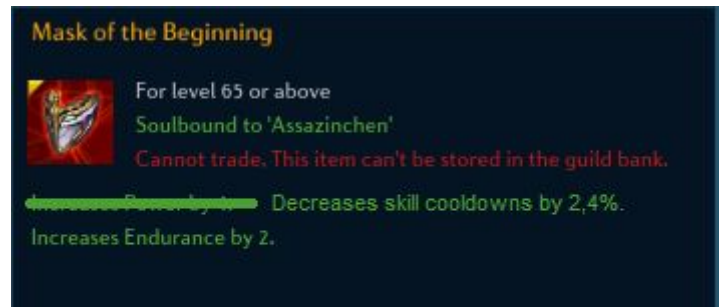 Mask of the Beginning
For level 65 or above
Soulbound to 'Assazinchen'
Cannot trade. This item can't be stored in the guild bank.
Decreases skill cooldowns by 2,4%.
Increases Endurance by 2.